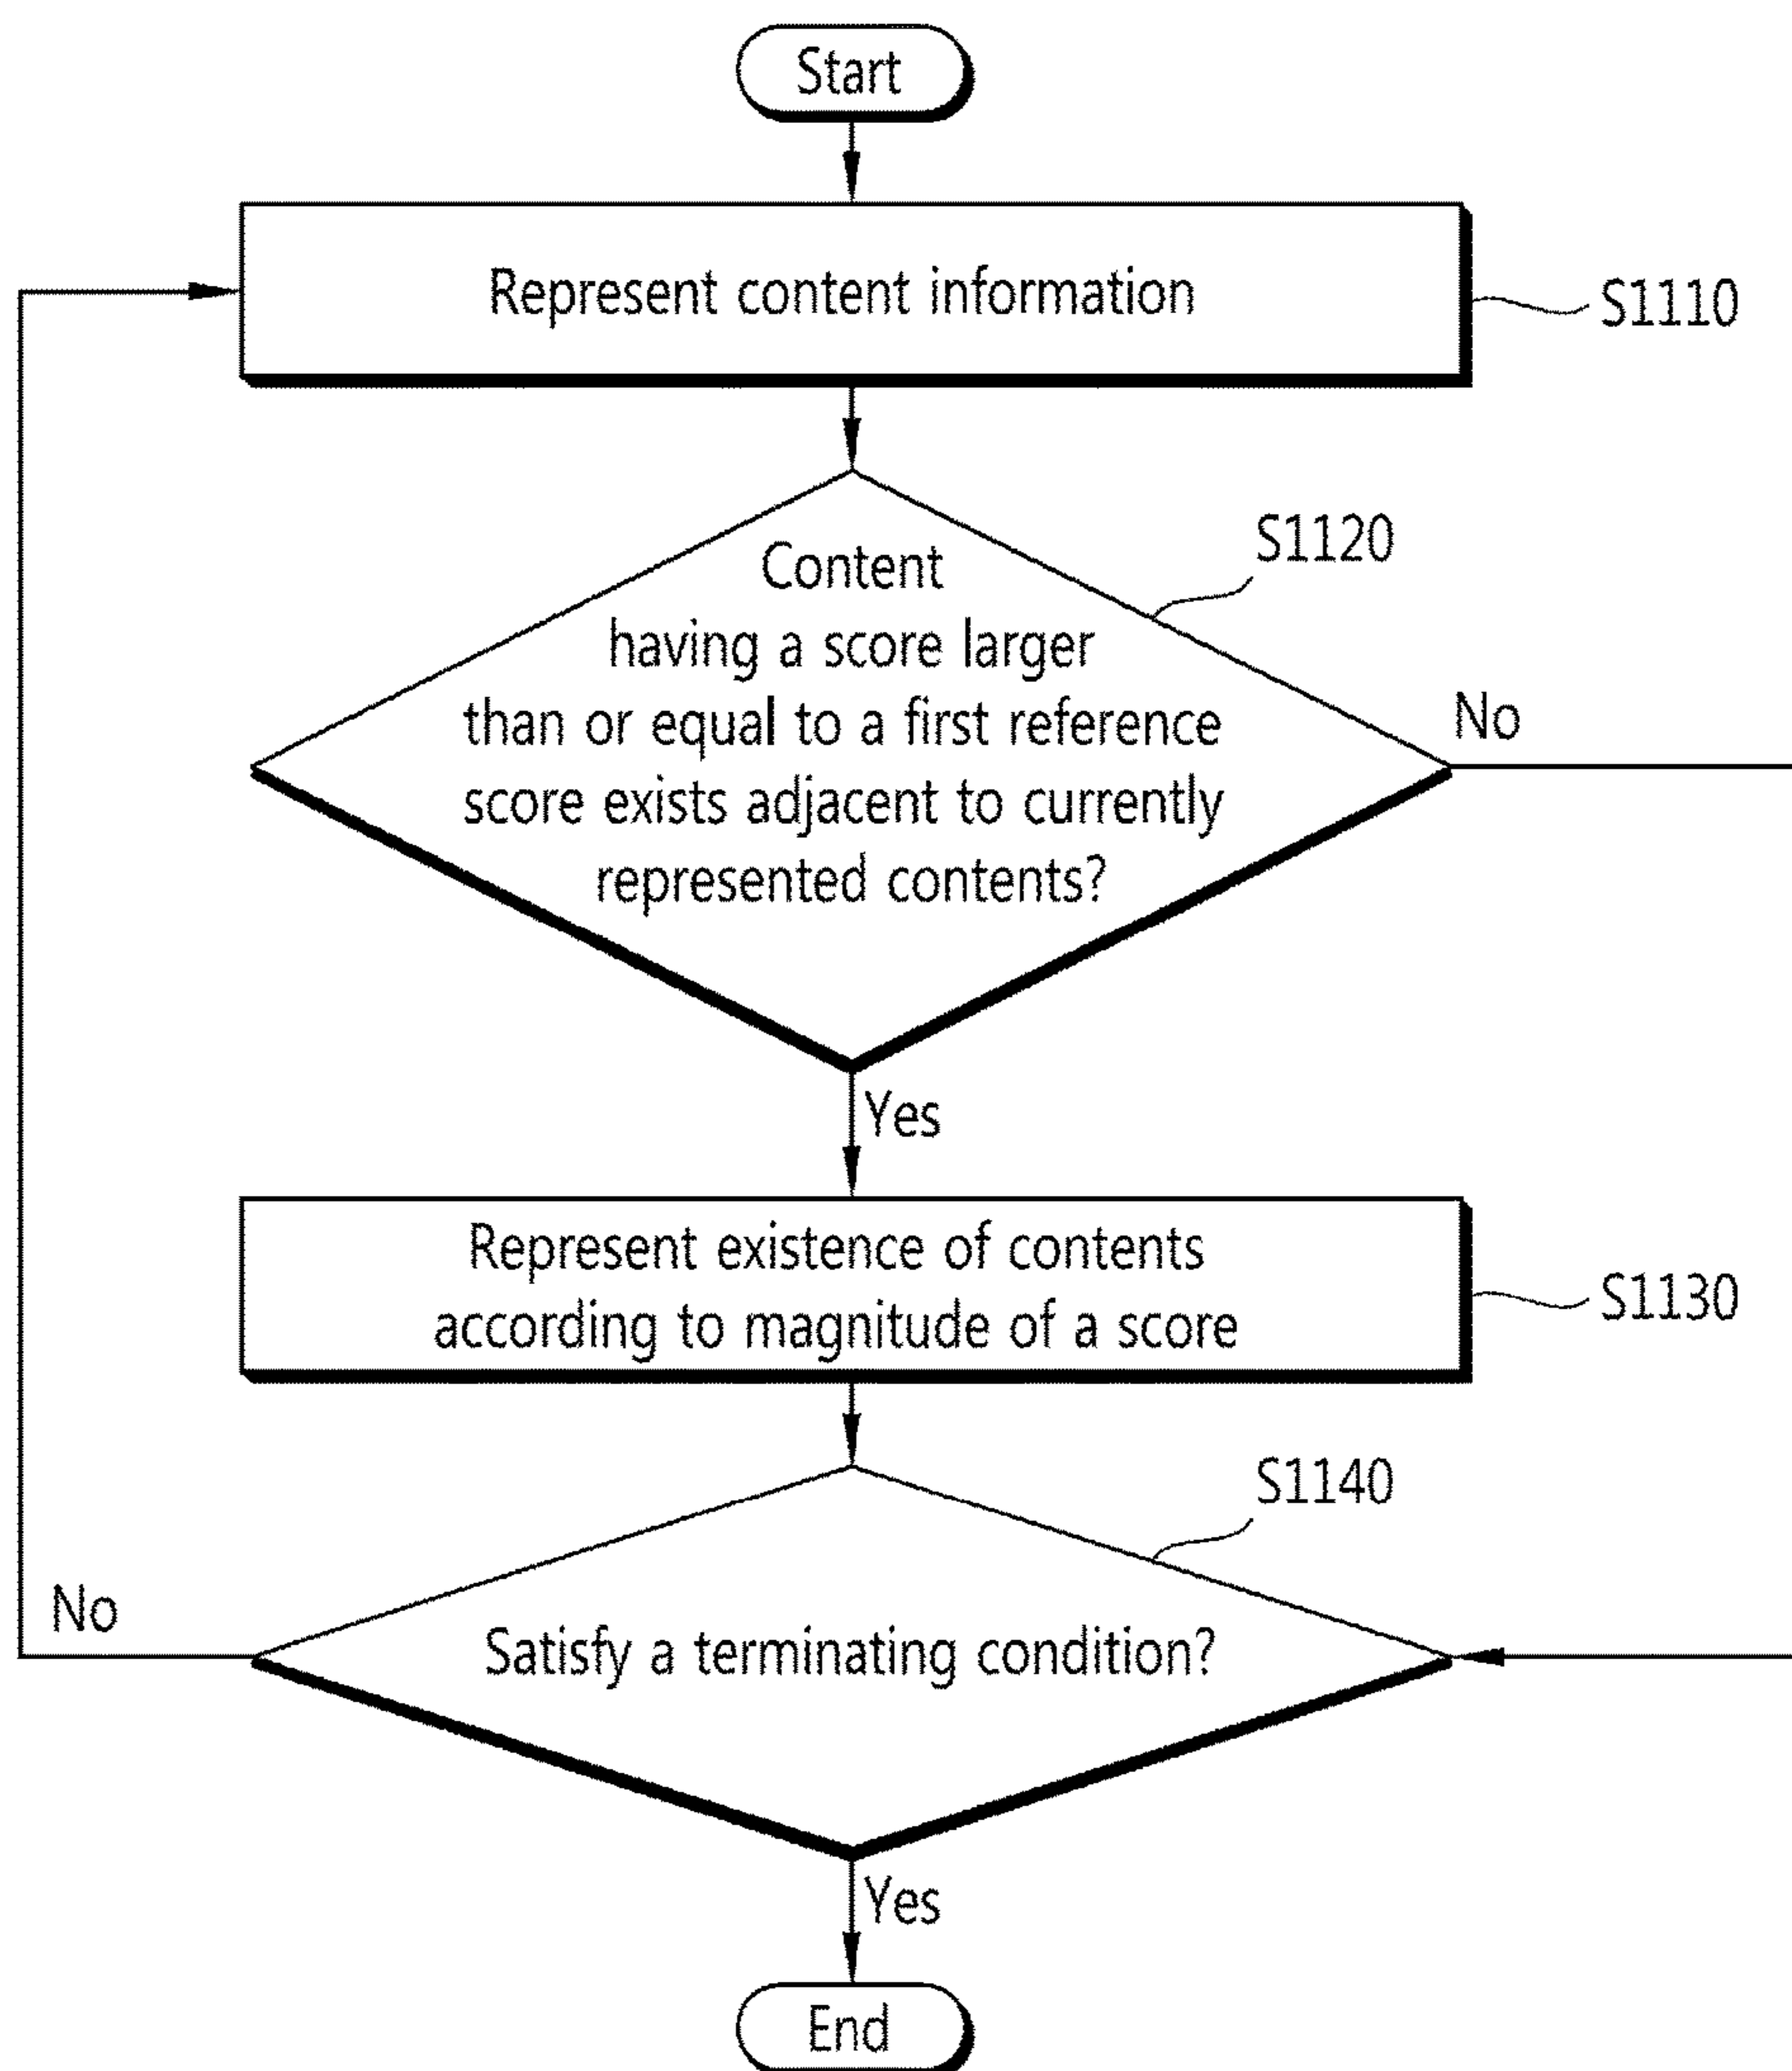 Start
Represent content information
S1110
S1120
Content
having a score larger
than or equal to a first reference
score exists adjacent to currently
represented contents?
No
Yes
Represent existence of contents
according to magnitude of a score
S1130
S1140
No
Satisfy a terminating condition?
Yes
End